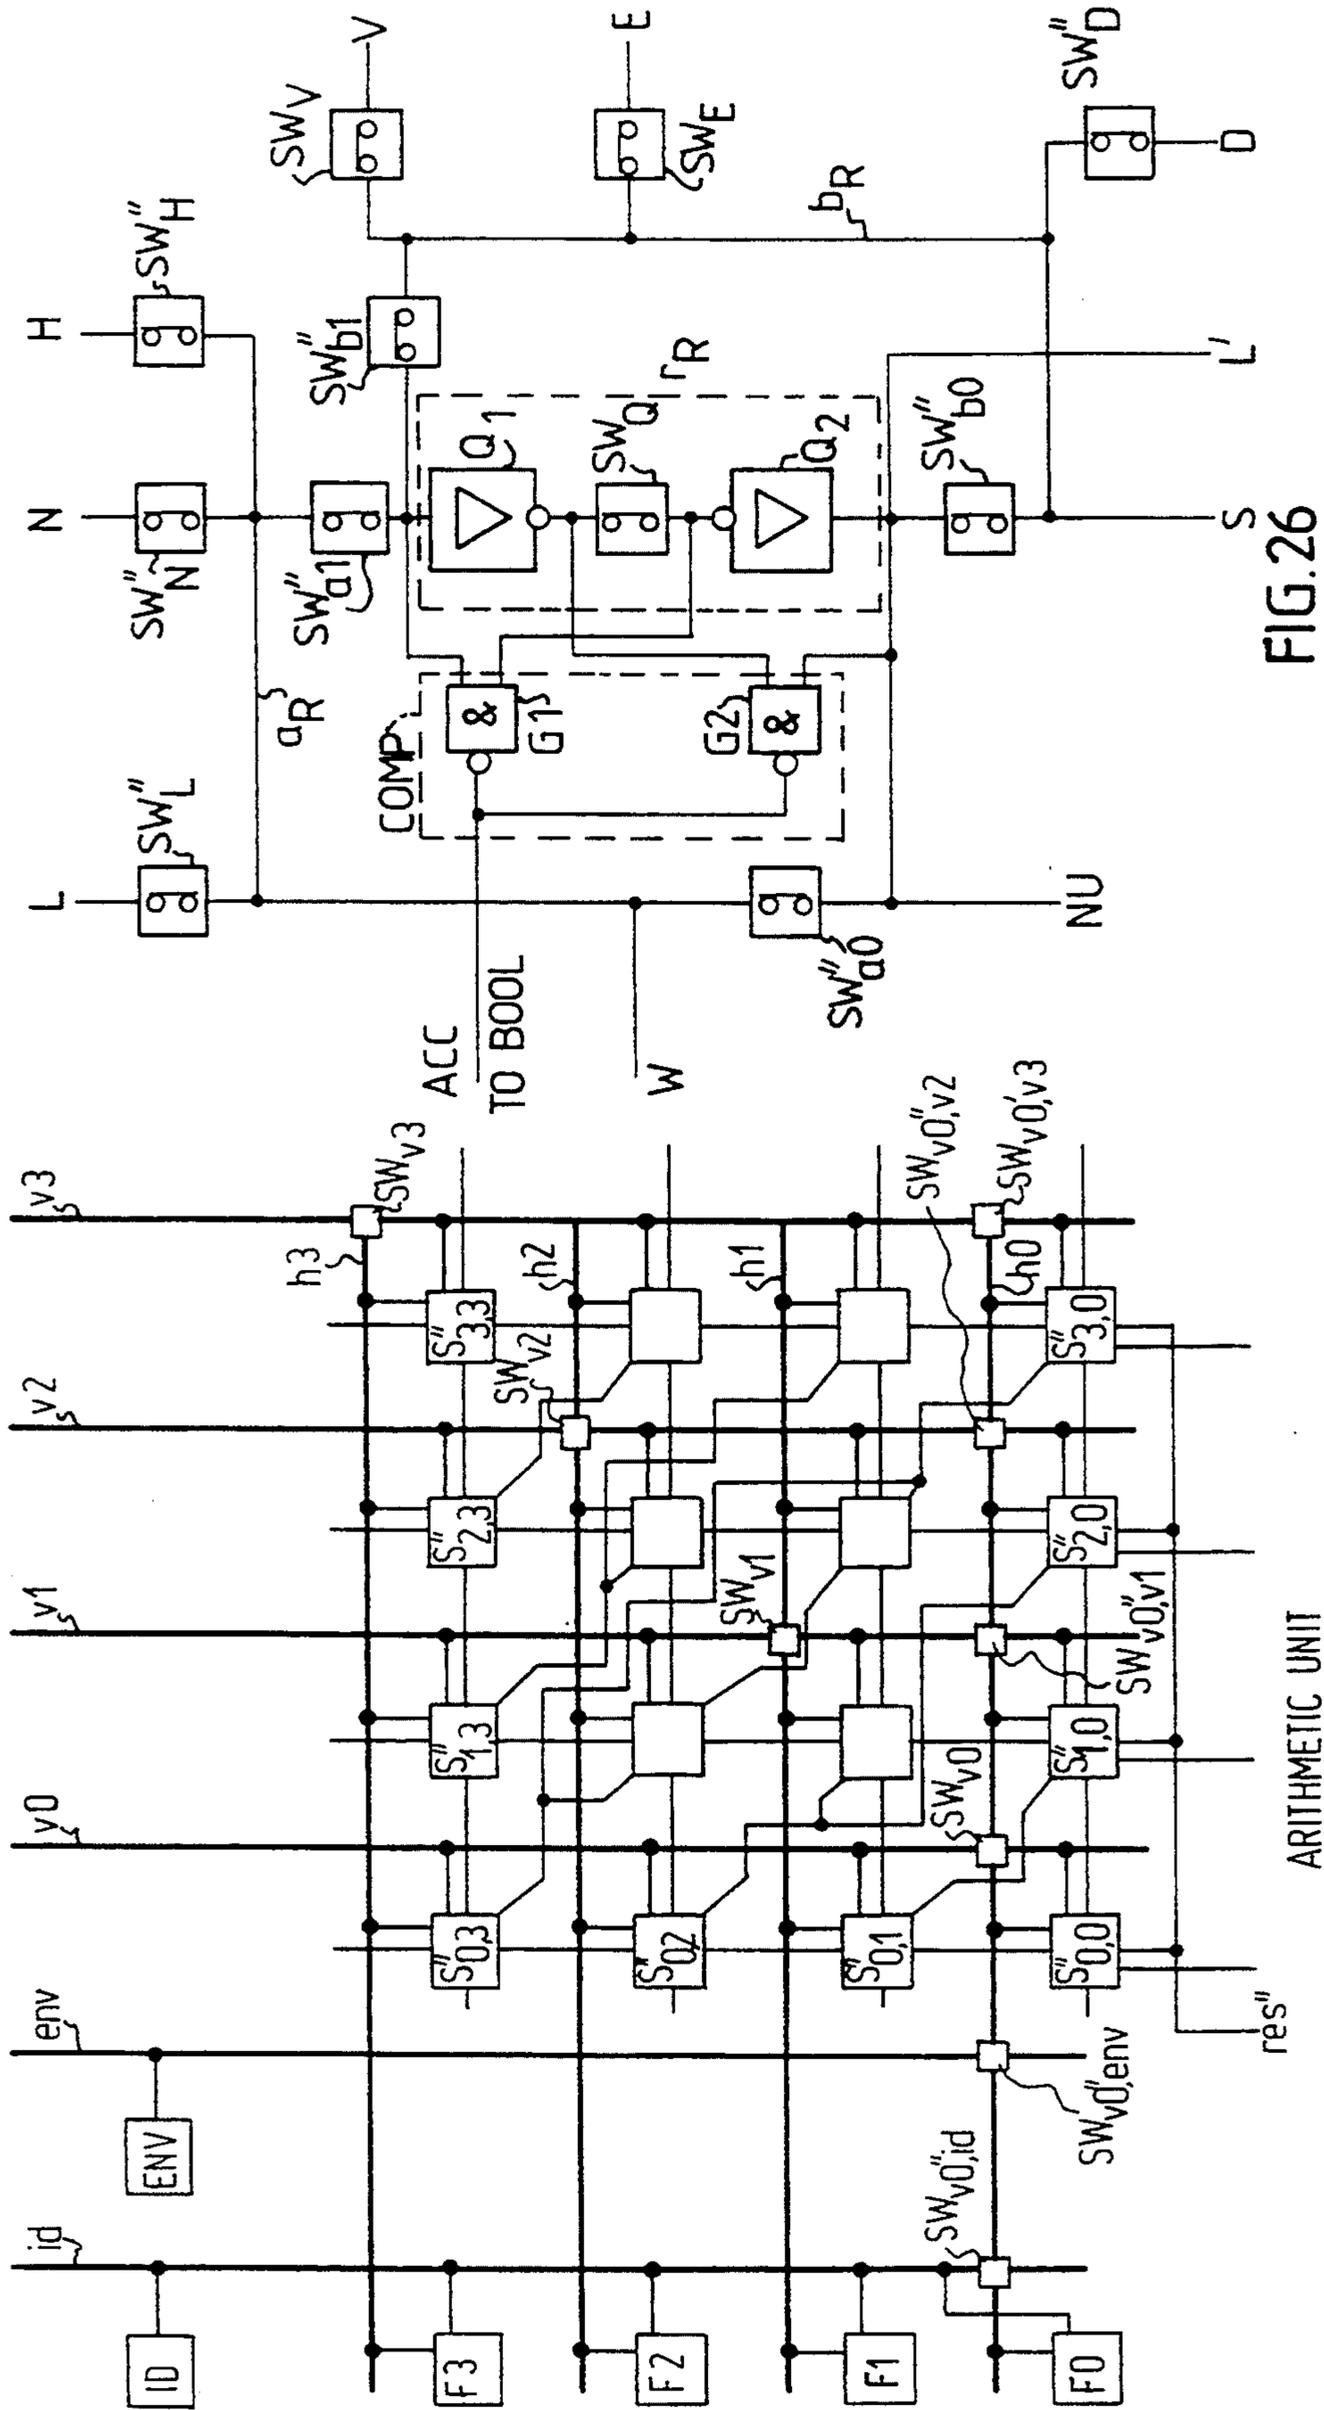 id
env
v0
v1
v2
v3
ID
ENV
h3
SWv3
F3
S"0,3
S"1,3
S"2,3
S"3,3
SWv2
h2
F2
S"0,2
SWv1
h1
F1
S"0,1
SWv0
SWv0",v2
SWv0",id
h0
SWv0',v3
F0
S"0,0
S"1,0
S"2,0
S"3,0
SWv0",env
SWv0",v1
res"
ARITHMETIC UNIT
L
N
H
SW"L
SW"N
SW"H
SWV
V
aR
SW"a1
SW"b1
COMP
Q1
ACC
TO BOOL
&
G1
SWQ
rR
SWE
E
W
G2
&
Q2
bR
SW"a0
SW"b0
SW"D
NU
S
L'
D
FIG.26